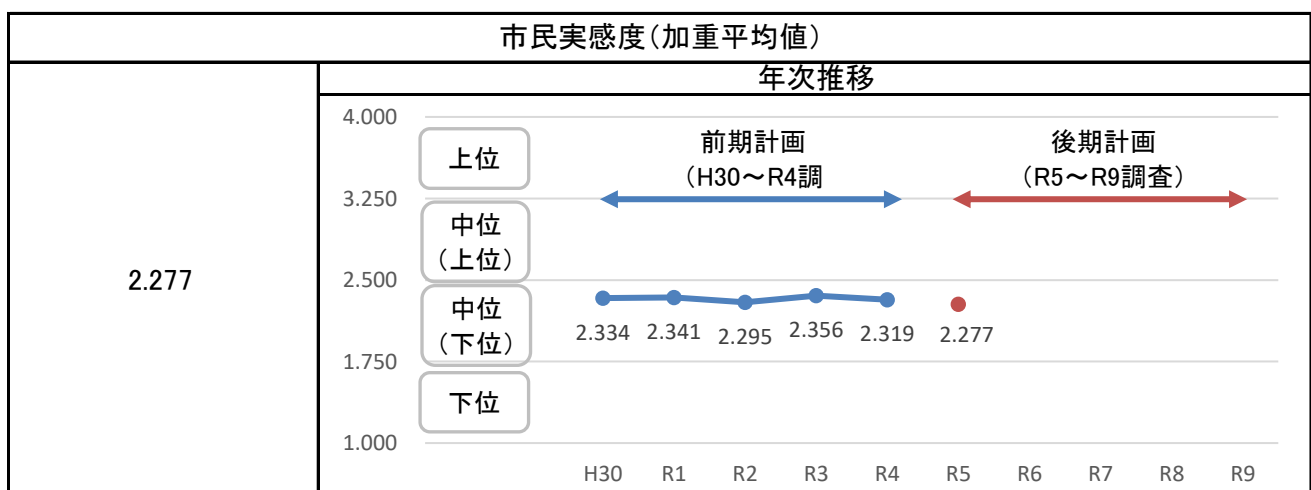 市民実感度(加重平均値)
2.277
年次推移
4.000
3.250
2.500
1.750
1.000
上位
中位
(上位)
中位
(下位)
下位
前期計画
(H30～R4調
後期計画
(R5～R9調査)
2.334 2.341 2.295 2.356 2.319 2.277
H30 R1 R2 R3 R4 R5 R6 R7 R8 R9